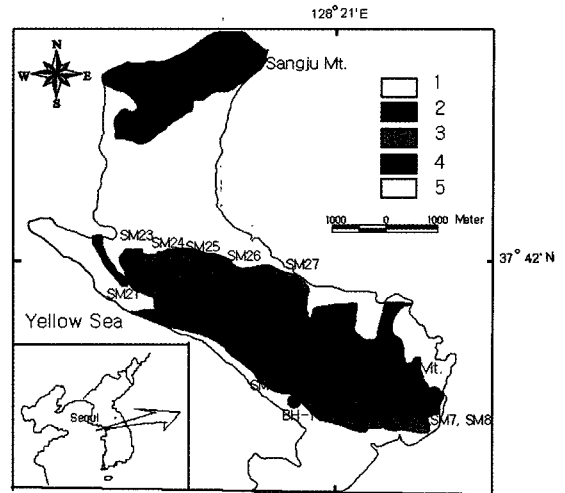 128°21'E
N
W E
S
Sangju Mt.
1
2
3
4
5
1000 0 1000 Meter
SM23
SM24
SM25
SM26
SM27
37°42'N
SM21
Yellow Sea
Mt.
SM
BH-1
SM7, SM8
Seoul